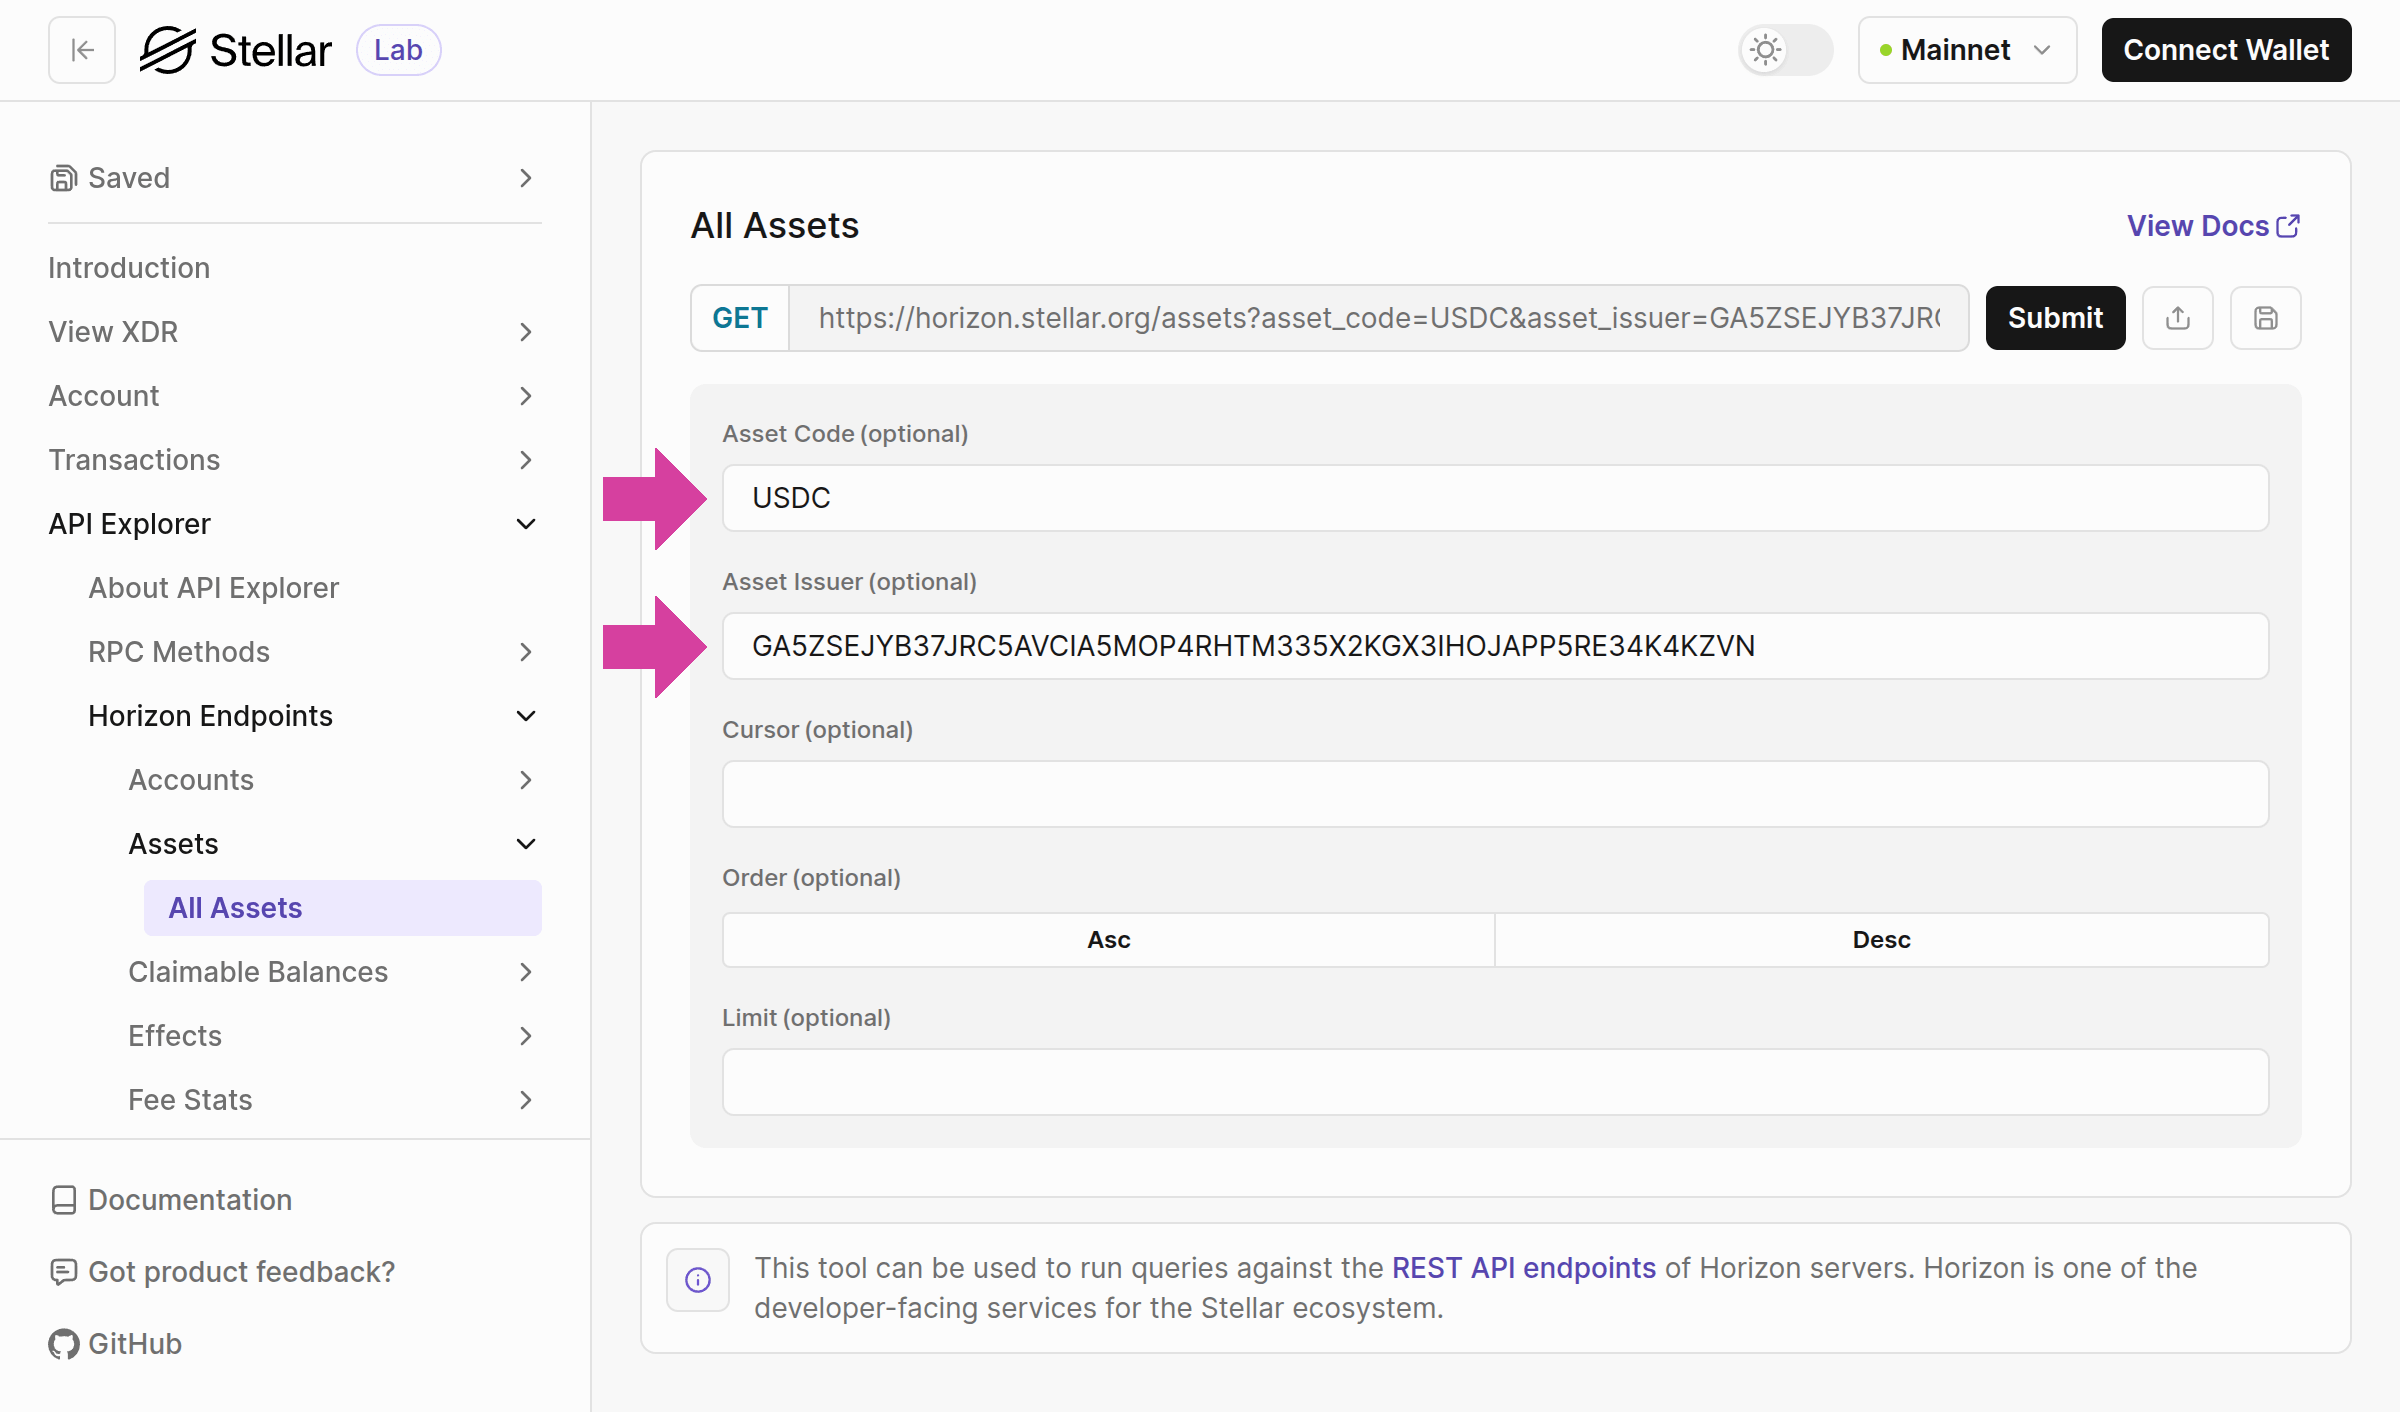 Stellar Lab
Mainnet
Connect Wallet
Saved
Introduction
View XDR
Account
Transactions
API Explorer
About API Explorer
RPC Methods
Horizon Endpoints
Accounts
Assets
All Assets
Claimable Balances
Effects
Fee Stats
Documentation
Got product feedback?
GitHub
All Assets
View Docs
GET https://horizon.stellar.org/assets?asset_code=USDC&asset_issuer=GA5ZSEJYB37JRC
Submit
Asset Code (optional)
USDC
Asset Issuer (optional)
GA5ZSEJYB37JRC5AVCIA5MOP4RHTM335X2KGX3IHOJAPP5RE34K4KZVN
Cursor (optional)
Order (optional)
Asc Desc
Limit (optional)
This tool can be used to run queries against the REST API endpoints of Horizon servers. Horizon is one of the
developer-facing services for the Stellar ecosystem.